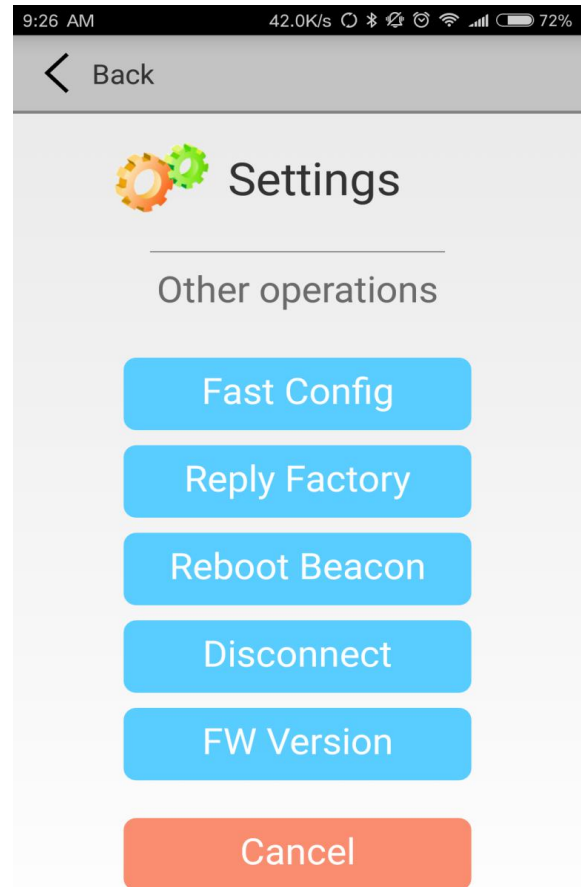 9:26 AM 42.0K/s 72%
Back
Settings
Other operations
Fast Config
Reply Factory
Reboot Beacon
Disconnect
FW Version
Cancel